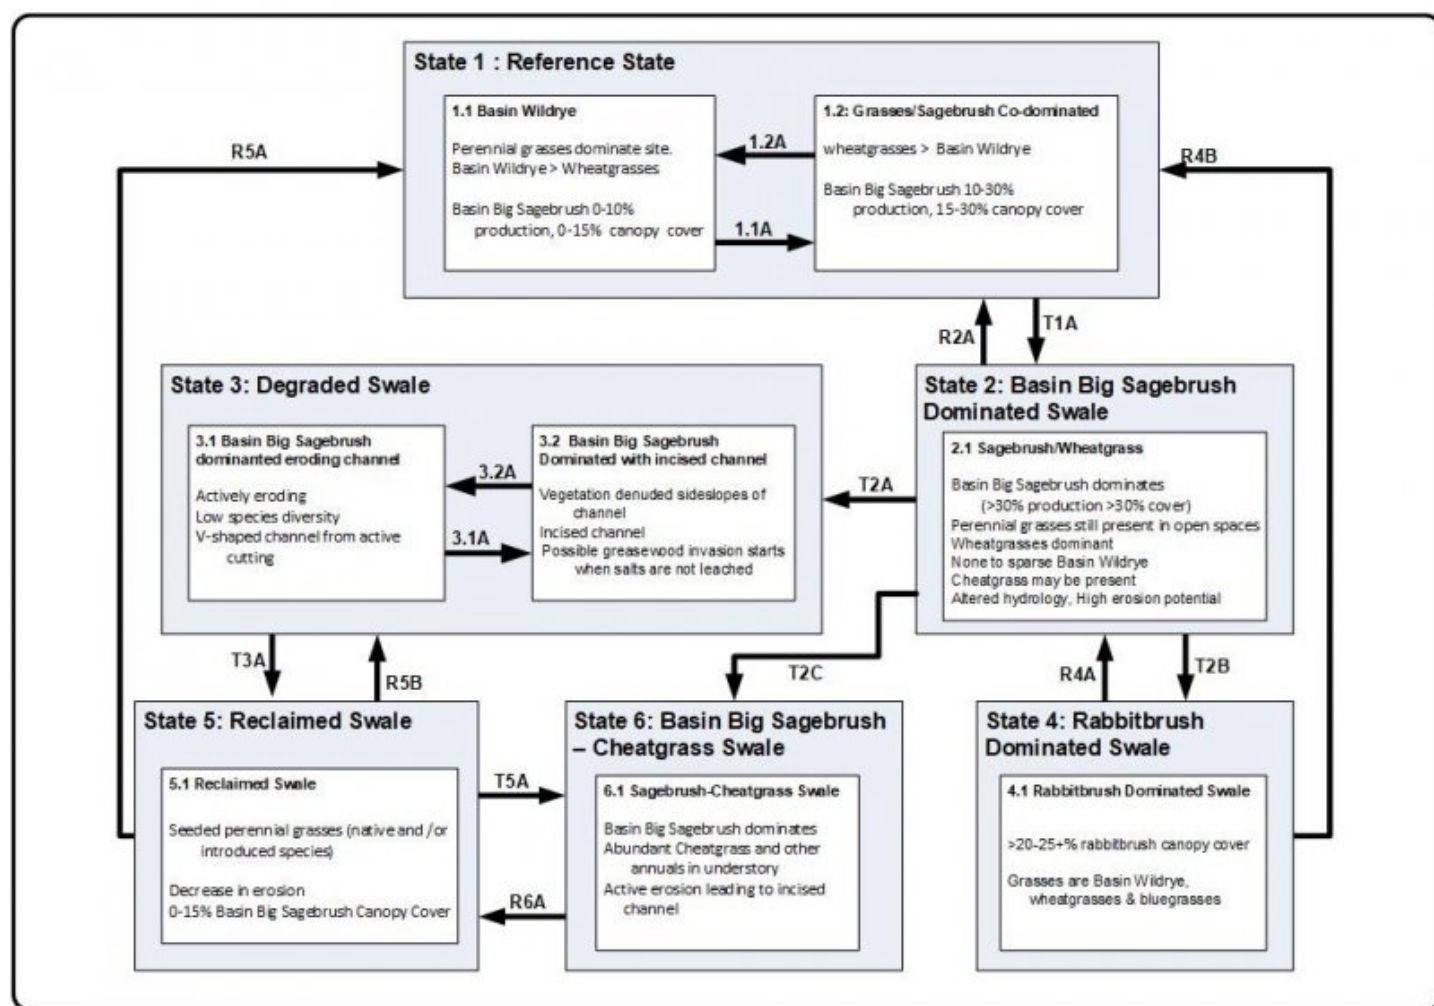 State 1 : Reference State
1.1 Basin Wildrye
Perennial grasses dominate site.
Basin Wildrye > Wheatgrasses
Basin Big Sagebrush 0-10%
production, 0-15% canopy cover
1.2A
1.1A
1.2: Grasses/Sagebrush Co-dominated
wheatgrasses > Basin Wildrye
Basin Big Sagebrush 10-30%
production, 15-30% canopy cover
R5A
R4B
R2A
T1A
State 3: Degraded Swale
3.1 Basin Big Sagebrush
dominanted eroding channel
Actively eroding
Low species diversity
V-shaped channel from active
cutting
3.2A
3.1A
3.2 Basin Big Sagebrush
Dominated with incised channel
Vegetation denuded sideslopes of
channel
Incised channel
Possible greasewood invasion starts
when salts are not leached
T2A
State 2: Basin Big Sagebrush
Dominated Swale
2.1 Sagebrush/Wheatgrass
Basin Big Sagebrush dominates
(>30% production >30% cover)
Perennial grasses still present in open spaces
Wheatgrasses dominant
None to sparse Basin Wildrye
Cheatgrass may be present
Altered hydrology, High erosion potential
T3A
R5B
T2C
R4A
T2B
State 5: Reclaimed Swale
5.1 Reclaimed Swale
Seeded perennial grasses (native and /or
introduced species)
Decrease in erosion
0-15% Basin Big Sagebrush Canopy Cover
T5A
R6A
State 6: Basin Big Sagebrush
– Cheatgrass Swale
6.1 Sagebrush-Cheatgrass Swale
Basin Big Sagebrush dominates
Abundant Cheatgrass and other
annuals in understory
Active erosion leading to incised
channel
State 4: Rabbitbrush
Dominated Swale
4.1 Rabbitbrush Dominated Swale
>20-25+% rabbitbrush canopy cover
Grasses are Basin Wildrye,
wheatgrasses & bluegrasses